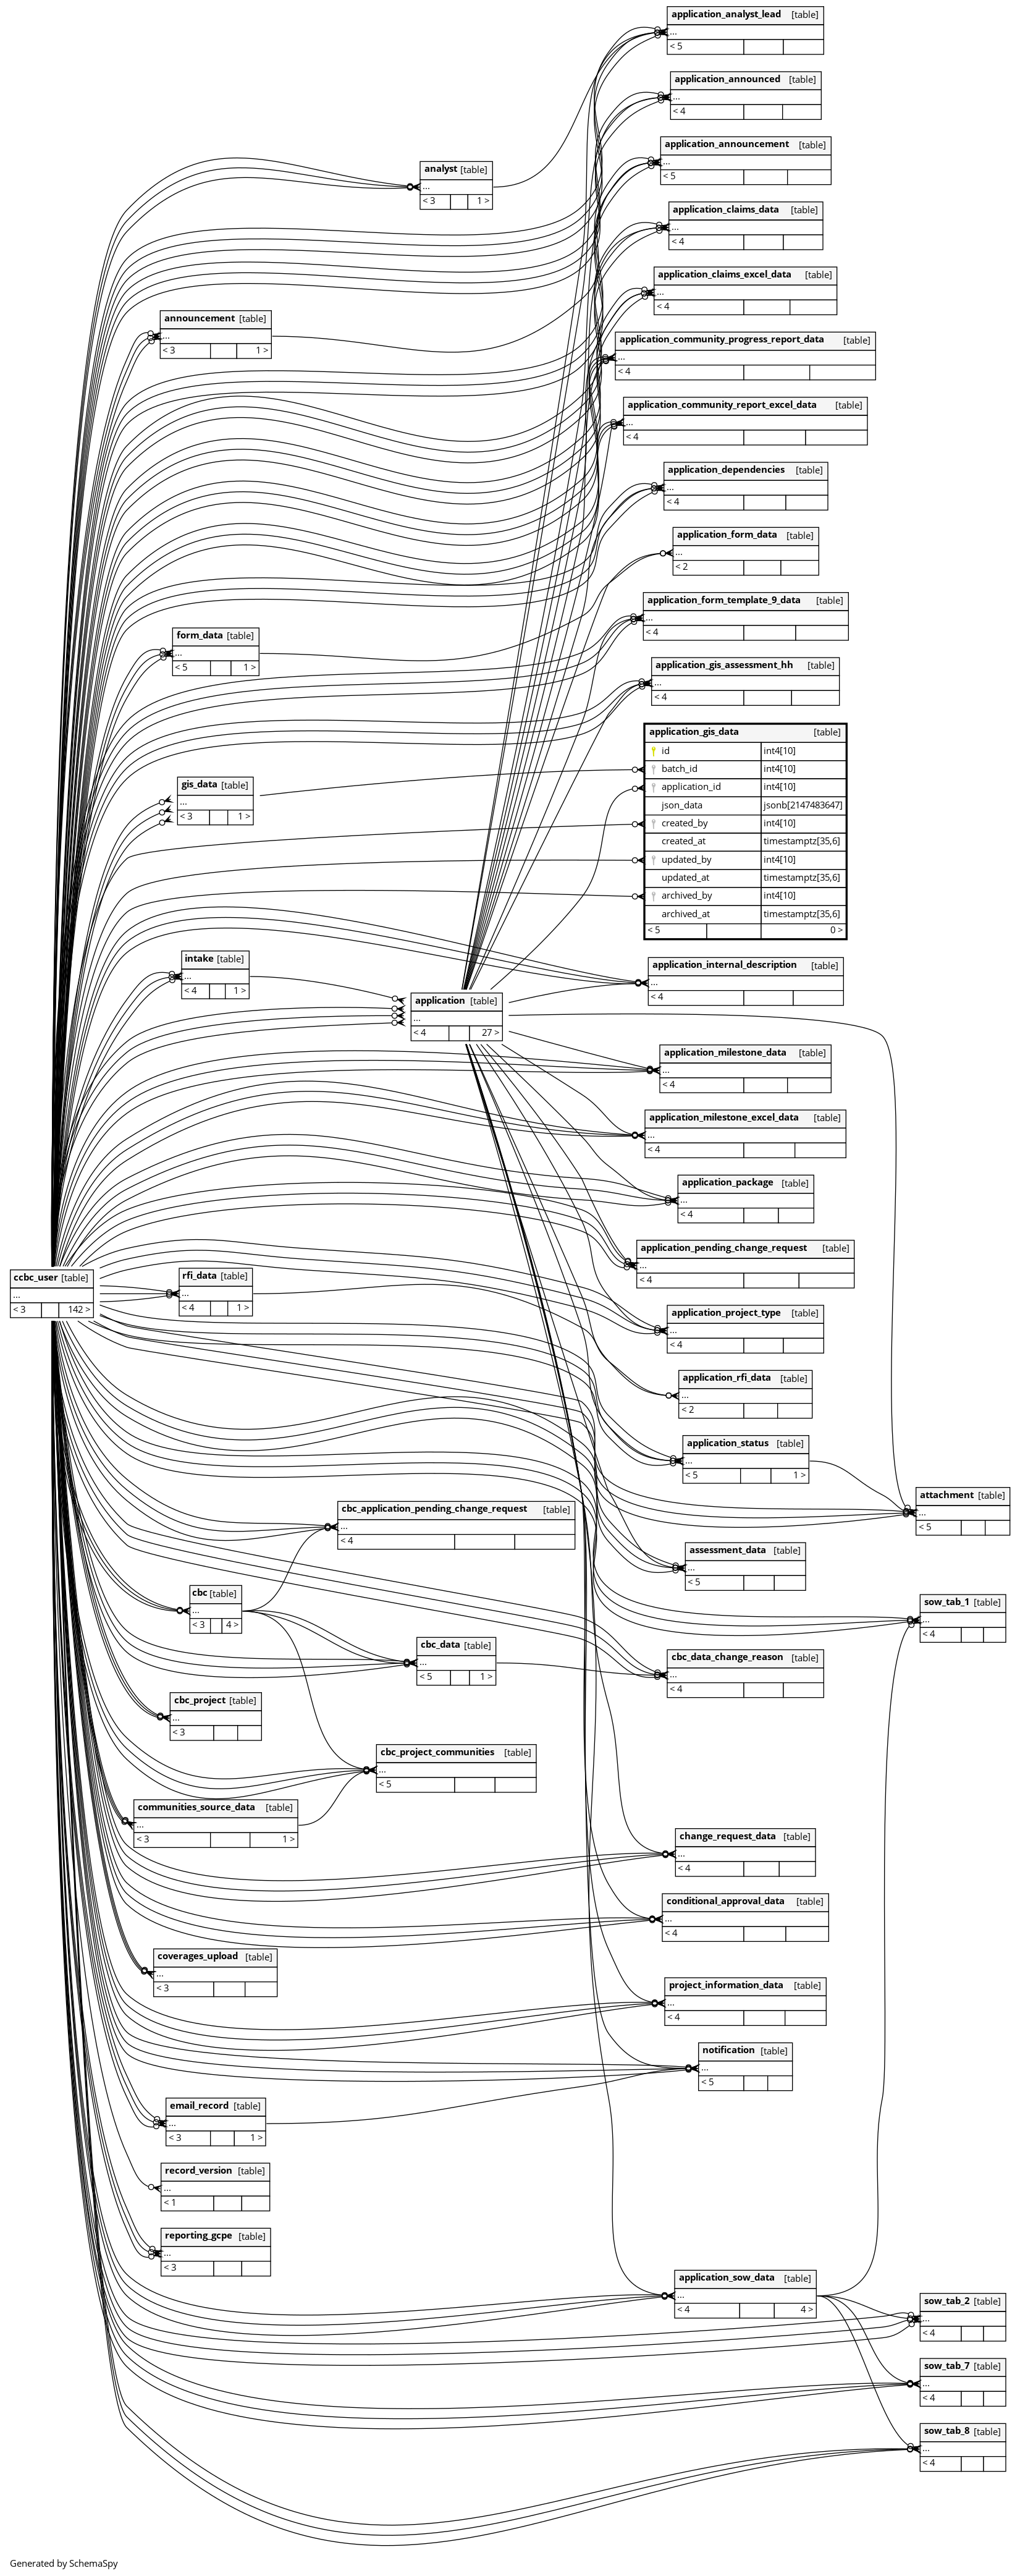 application_analyst_lead [table]
...
< 5
application_announced [table]
...
< 4
application_announcement [table]
...
< 5
analyst [table]
...
< 3 1 >
application_claims_data [table]
...
< 4
application_claims_excel_data [table]
...
< 4
announcement [table]
...
< 3 1 >
application_community_progress_report_data [table]
...
< 4
application_community_report_excel_data [table]
...
< 4
application_dependencies [table]
...
< 4
application_form_data [table]
...
< 2
application_form_template_9_data [table]
...
< 4
form_data [table]
...
< 5 1 >
application_gis_assessment_hh [table]
...
< 4
application_gis_data [table]
id int4[10]
batch_id int4[10]
application_id int4[10]
json_data jsonb[2147483647]
created_by int4[10]
created_at timestamptz[35,6]
updated_by int4[10]
updated_at timestamptz[35,6]
archived_by int4[10]
archived_at timestamptz[35,6]
< 5 0 >
gis_data [table]
...
< 3 1 >
intake [table]
...
< 4 1 >
application_internal_description [table]
...
< 4
application [table]
...
< 4 27 >
application_milestone_data [table]
...
< 4
application_milestone_excel_data [table]
...
< 4
application_package [table]
...
< 4
application_pending_change_request [table]
...
< 4
ccbc_user [table]
...
< 3 142 >
rfi_data [table]
...
< 4 1 >
application_project_type [table]
...
< 4
application_rfi_data [table]
...
< 2
application_status [table]
...
< 5 1 >
attachment [table]
...
< 5
cbc_application_pending_change_request [table]
...
< 4
assessment_data [table]
...
< 5
cbc [table]
...
< 3 4 >
sow_tab_1 [table]
...
< 4
cbc_data [table]
...
< 5 1 >
cbc_data_change_reason [table]
...
< 4
cbc_project [table]
...
< 3
cbc_project_communities [table]
...
< 5
communities_source_data [table]
...
< 3 1 >
change_request_data [table]
...
< 4
conditional_approval_data [table]
...
< 4
coverages_upload [table]
...
< 3
project_information_data [table]
...
< 4
notification [table]
...
< 5
email_record [table]
...
< 3 1 >
record_version [table]
...
< 1
reporting_gcpe [table]
...
< 3
application_sow_data [table]
...
< 4 4 >
sow_tab_2 [table]
...
< 4
sow_tab_7 [table]
...
< 4
sow_tab_8 [table]
...
< 4
Generated by SchemaSpy